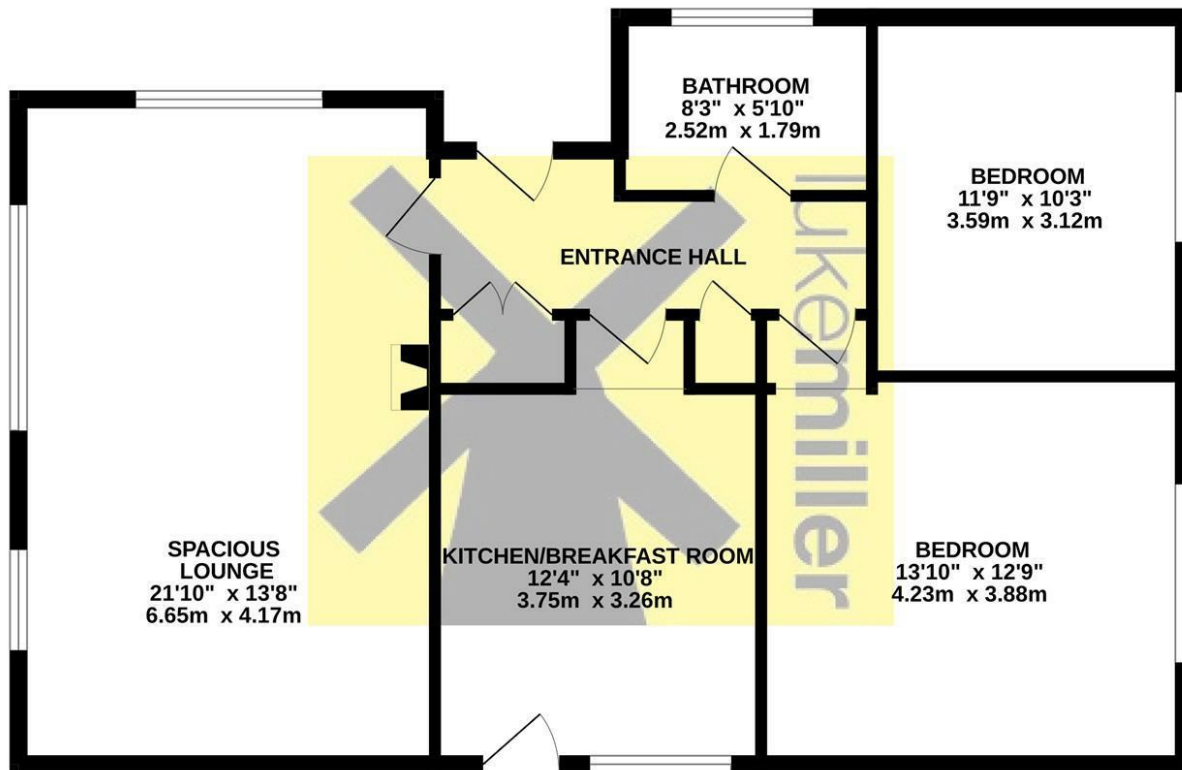 BATHROOM
8'3" x 5'10"
2.52m x 1.79m
BEDROOM
11'9" x 10'3"
3.59m x 3.12m
ENTRANCE HALL
SPACIOUS
LOUNGE
21'10" x 13'8"
6.65m x 4.17m
KITCHEN/BREAKFAST ROOM
12'4" x 10'8"
3.75m x 3.26m
BEDROOM
13'10" x 12'9"
4.23m x 3.88m
lukemiller